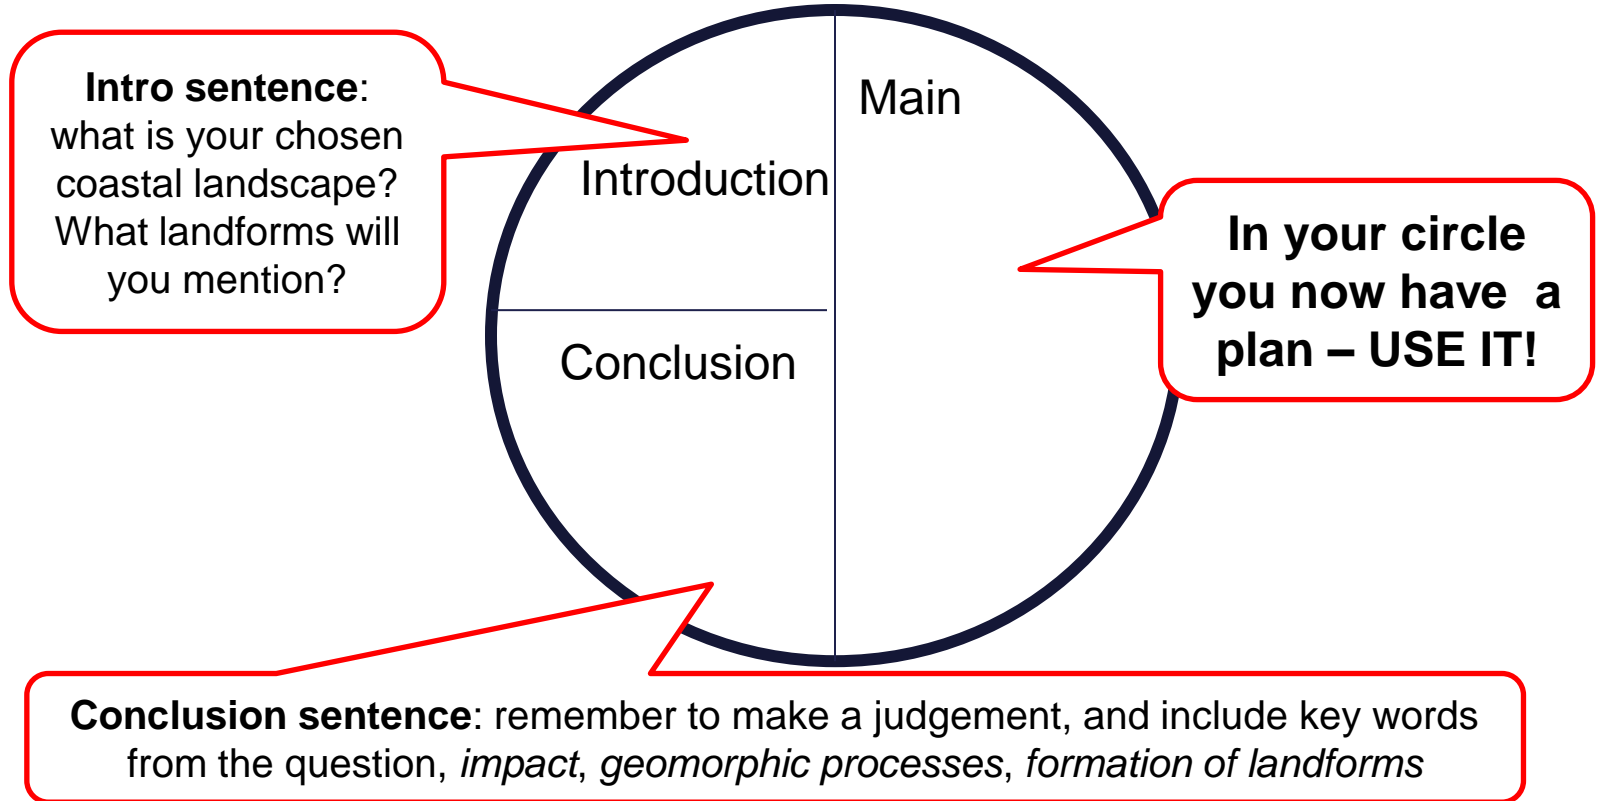 Intro sentence:
what is your chosen
coastal landscape?
What landforms will
you mention?
Introduction
Main
In your circle
you now have a
plan – USE IT!
Conclusion
Conclusion sentence: remember to make a judgement, and include key words
from the question, impact, geomorphic processes, formation of landforms